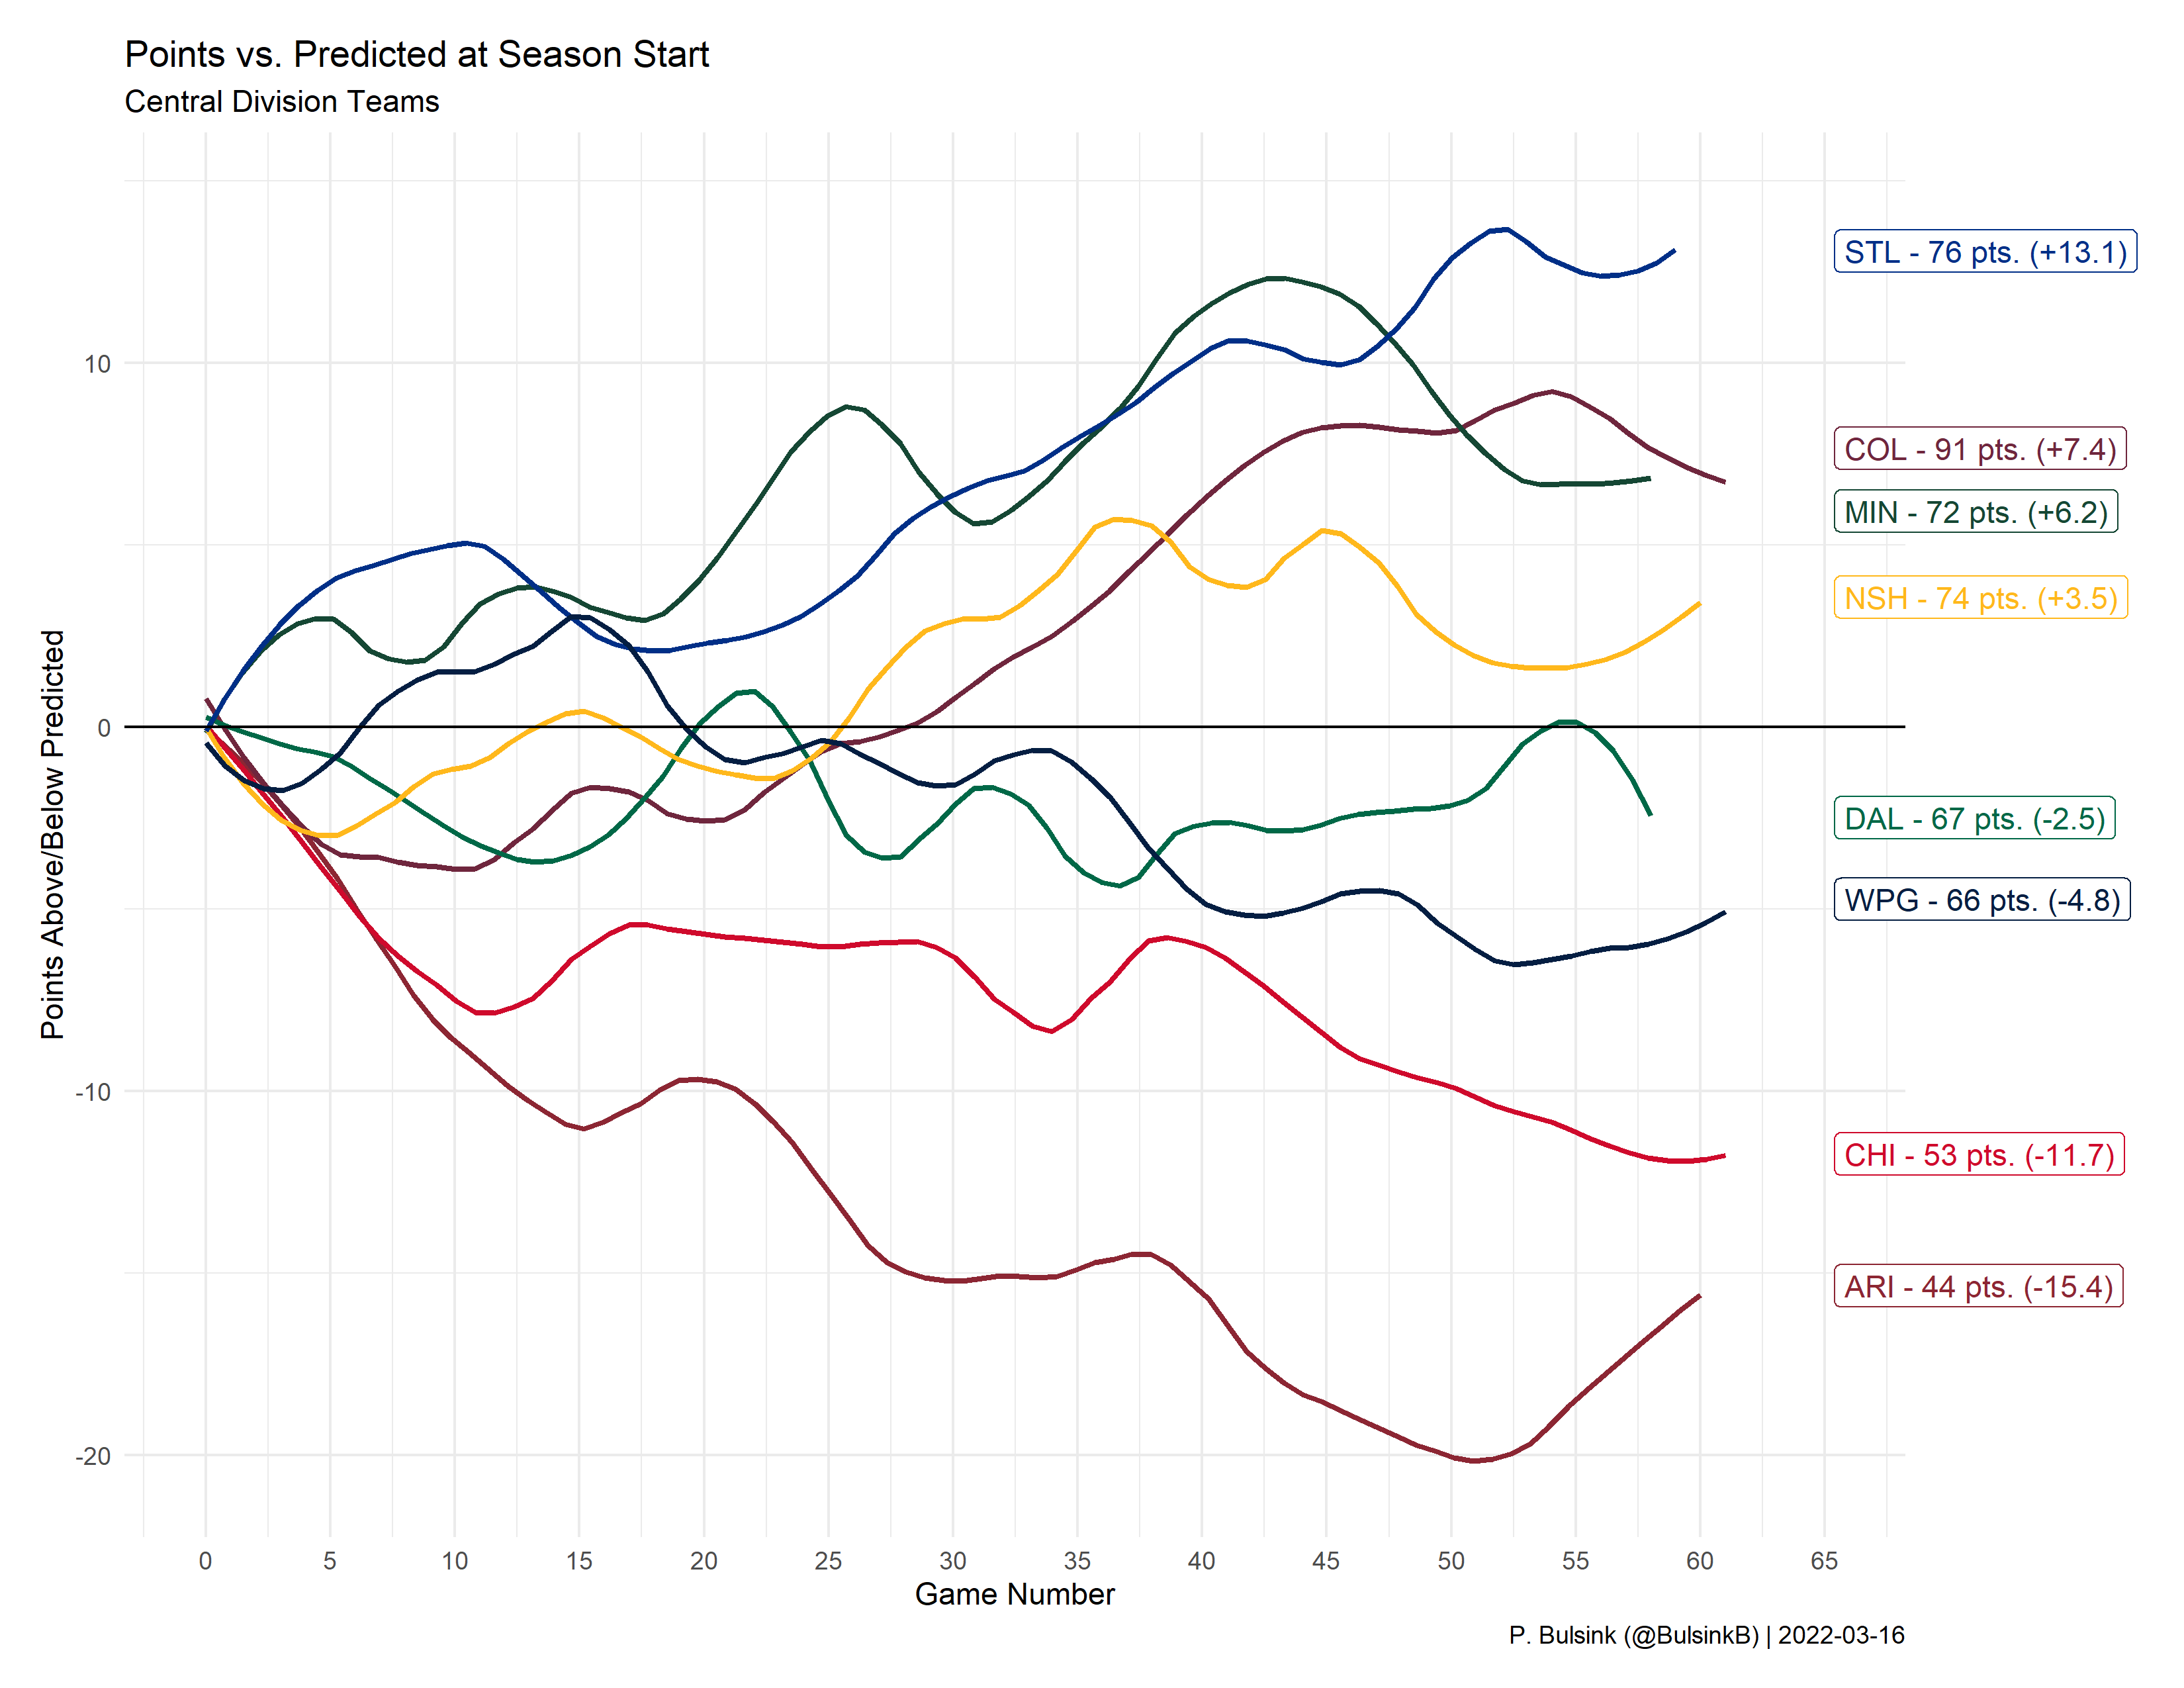 Points vs. Predicted at Season Start
Central Division Teams
Points Above/Below Predicted
10
0
-10
-20
STL - 76 pts. (+13.1)
COL - 91 pts. (+7.4)
MIN - 72 pts. (+6.2)
NSH - 74 pts. (+3.5)
DAL - 67 pts. (-2.5)
WPG - 66 pts. (-4.8)
CHI - 53 pts. (-11.7)
ARI - 44 pts. (-15.4)
0 5 10 15 20 25 30 35 40 45 50 55 60 65
Game Number
P. Bulsink (@BulsinkB) | 2022-03-16